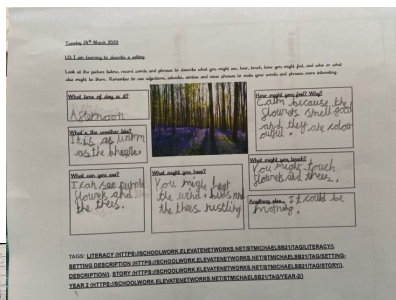 Tuesday 24th March 2020
LO: I am learning to describe a setting
Look at the picture below, record words and phrases to describe what you might see, hear, touch, how you might feel, and who or what
else might be there. Remember to use adjectives, adverbs, similes and noun phrases to make your words and phrases more interesting.
What time of day is it?
Afternoon
What's the weather like?
It is as warm
as the
What can you see?
I can see purple
flowers and
the trees.
What might you hear?
You might hear
the wind, birds and
the trees rustling
How might you feel? Why?
Calm because the
flowers smell good
and they are colou
What might you touch?
You might touch
flowers and trees.
Anything else... It could be
morning.
TAGS: LITERACY (HTTPS://SCHOOLWORK.ELEVATENETWORKS.NET/STMICHAELSB21/TAG/LITERACY/),
SETTING DESCRIPTION (HTTPS://SCHOOLWORK.ELEVATENETWORKS.NET/STMICHAELSB21/TAG/SETTING-
DESCRIPTION/), STORY (HTTPS://SCHOOLWORK.ELEVATENETWORKS.NET/STMICHAELSB21/TAG/STORY/),
YEAR 2 (HTTPS://SCHOOLWORK.ELEVATENETWORKS.NET/STMICHAELSB21/TAG/YEAR-2/)